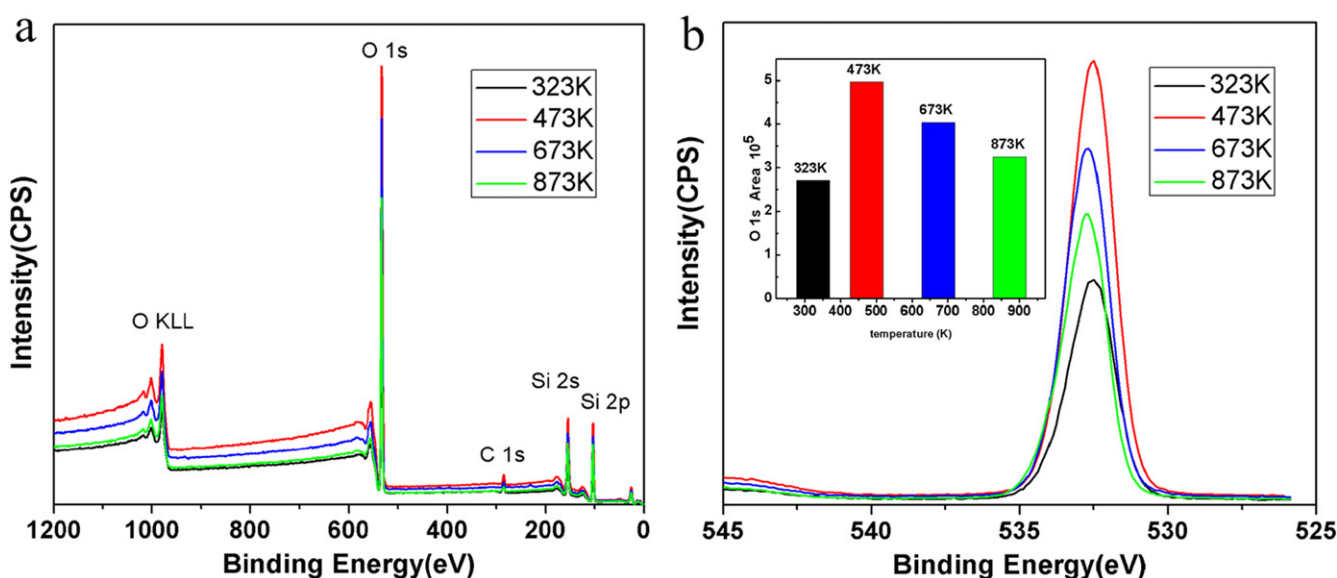 a
O 1s
323K
473K
673K
873K
Intensity(CPS)
O KLL
Si 2s
Si 2p
C 1s
1200
1000
800
600
400
200
0
Binding Energy(eV)
b
323K
473K
673K
873K
Intensity(CPS)
473K
673K
873K
323K
O 1s Area 10^5
5
4
3
2
1
0
300
400
500
600
700
800
900
temperature (K)
545
540
535
530
525
Binding Energy(eV)